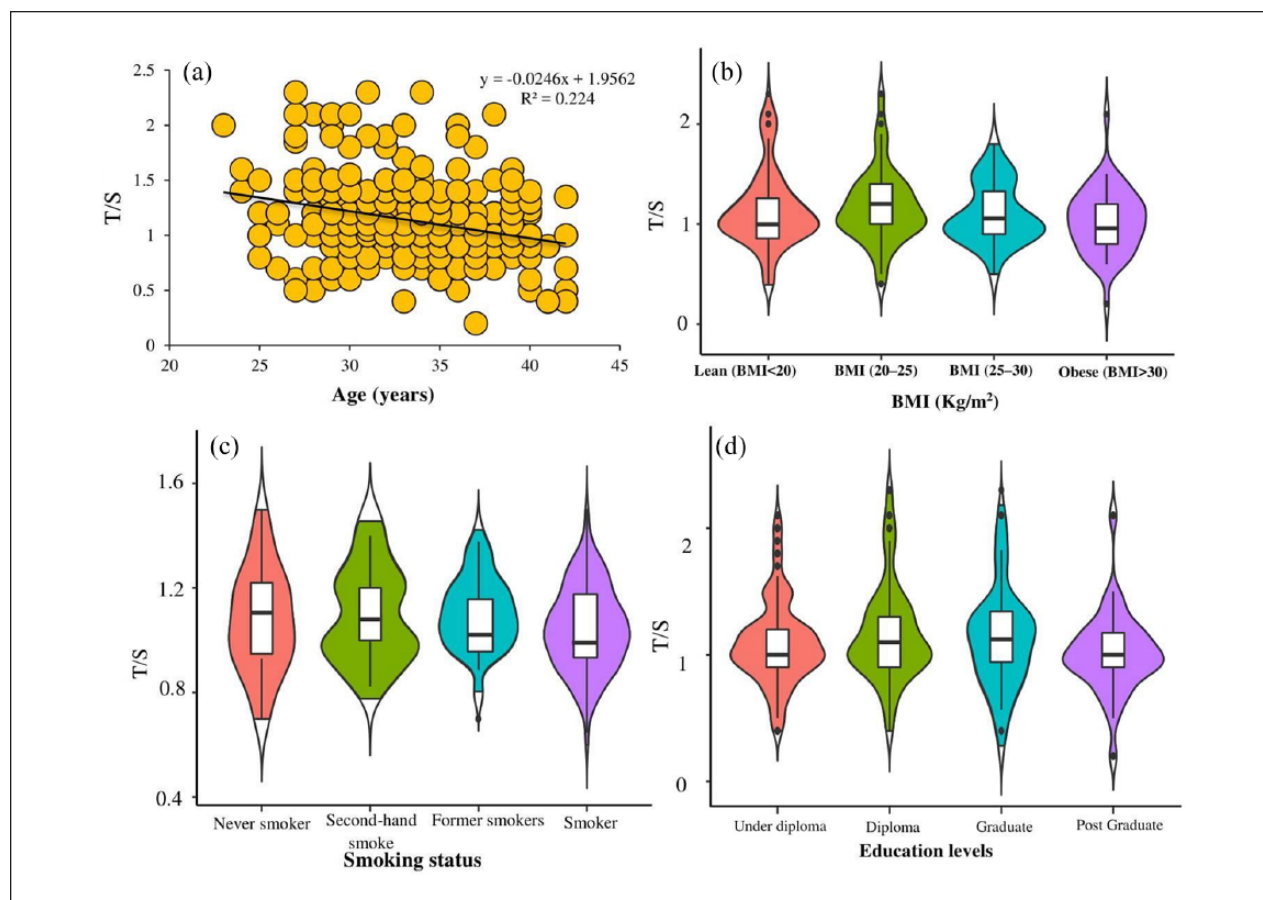 (a)
y = -0.0246x + 1.9562
R² = 0.224
2.5
2
1.5
1
0.5
0
T/S
20 25 30 35 40 45
Age (years)
(b)
2
1
0
T/S
Lean (BMI<20) BMI (20–25) BMI (25–30) Obese (BMI>30)
BMI (Kg/m²)
(c)
1.6
1.2
0.8
0.4
T/S
Never smoker Second-hand smoke Former smokers Smoker
Smoking status
(d)
2
1
0
T/S
Under diploma Diploma Graduate Post Graduate
Education levels